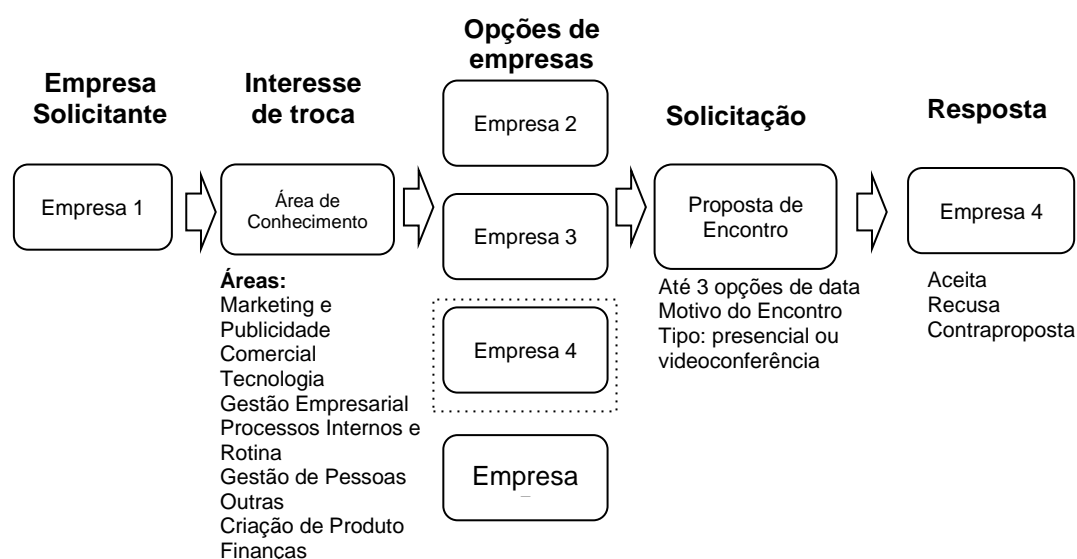 Empresa
Solicitante
Empresa 1
Interesse
de troca
Área de
Conhecimento
Áreas:
Marketing e
Publicidade
Comercial
Tecnologia
Gestão Empresarial
Processos Internos e
Rotina
Gestão de Pessoas
Outras
Criação de Produto
Finanças
Opções de
empresas
Empresa 2
Empresa 3
Empresa 4
Empresa
Solicitação
Proposta de
Encontro
Até 3 opções de data
Motivo do Encontro
Tipo: presencial ou
videoconferência
Resposta
Empresa 4
Aceita
Recusa
Contraproposta